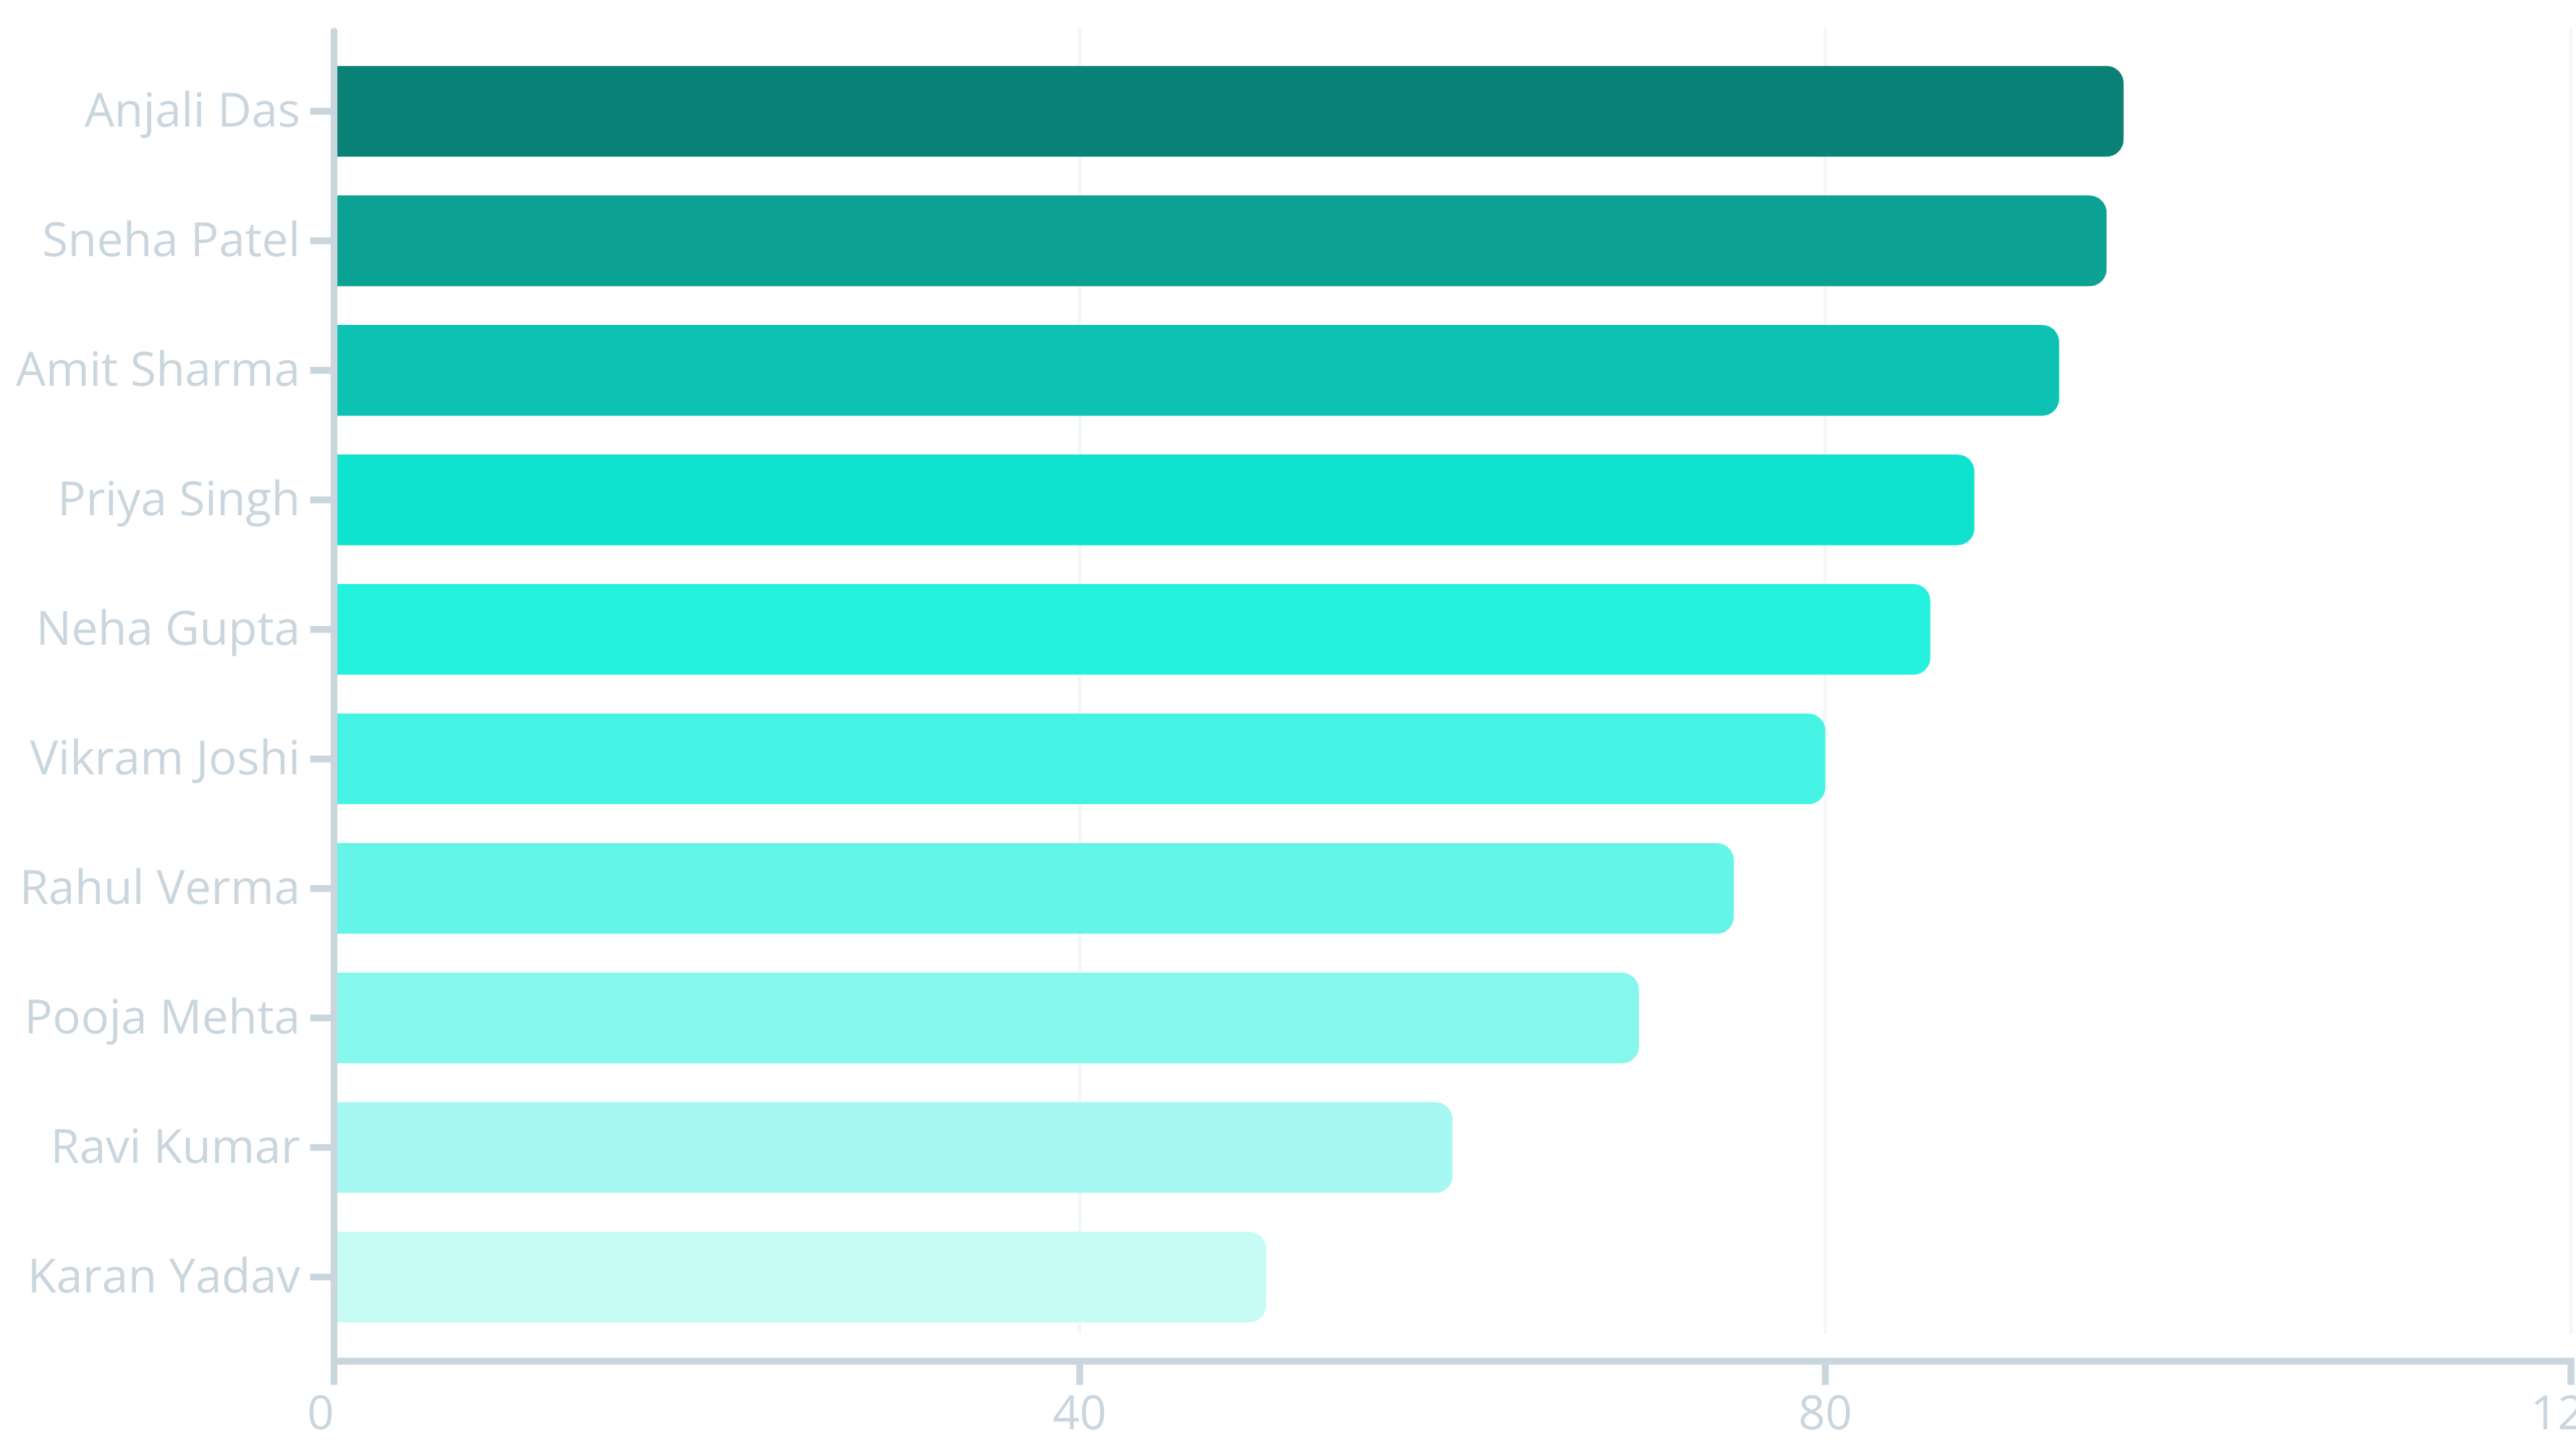 Anjali Das
Sneha Patel
Amit Sharma
Priya Singh
Neha Gupta
Vikram Joshi
Rahul Verma
Pooja Mehta
Ravi Kumar
Karan Yadav
0 40 80